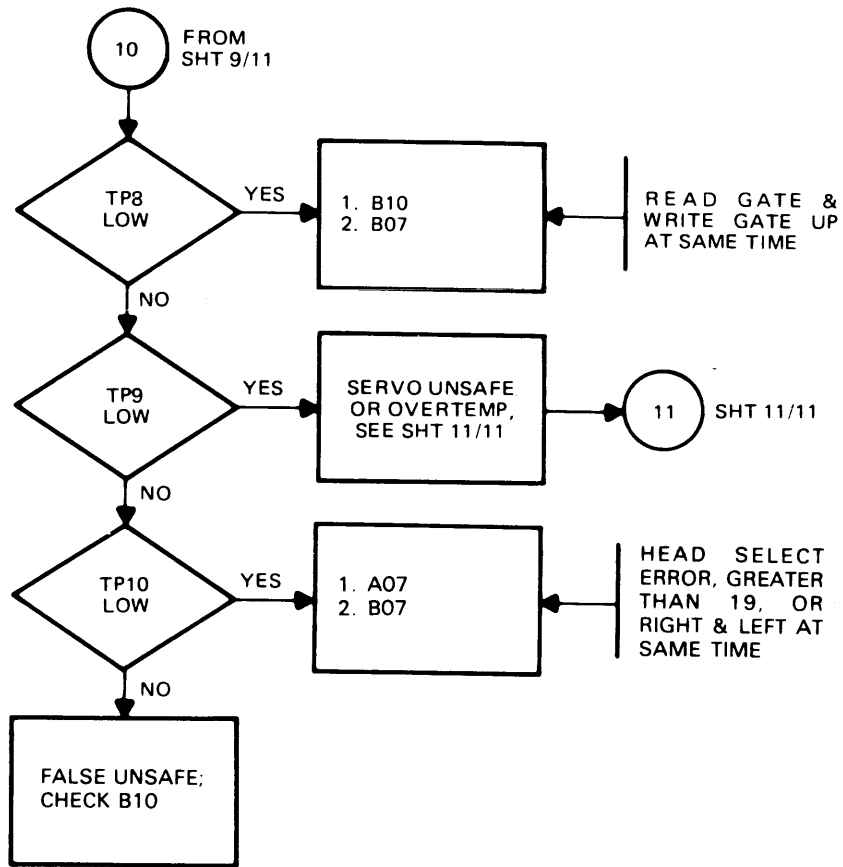 10
FROM
SHT 9/11
TP8
LOW
YES
1. B10
2. B07
READ GATE &
WRITE GATE UP
AT SAME TIME
NO
TP9
LOW
YES
SERVO UNSAFE
OR OVERTEMP,
SEE SHT 11/11
11
SHT 11/11
NO
TP10
LOW
YES
1. A07
2. B07
HEAD SELECT
ERROR, GREATER
THAN 19, OR
RIGHT & LEFT AT
SAME TIME
NO
FALSE UNSAFE;
CHECK B10